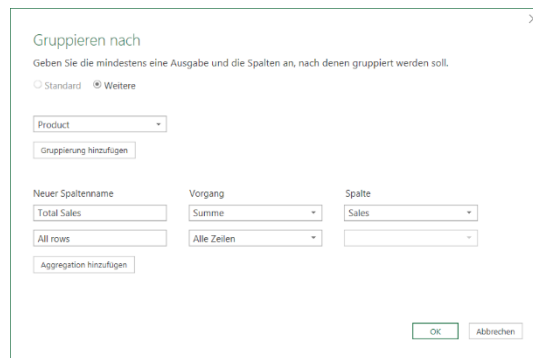 Gruppieren nach
Geben Sie die mindestens eine Ausgabe und die Spalten an, nach denen gruppiert werden soll.
Standard Weitere
Product
Gruppierung hinzufügen
Neuer Spaltenname Vorgang Spalte
Total Sales Summe Sales
All rows Alle Zeilen
Aggregation hinzufügen
OK Abbrechen